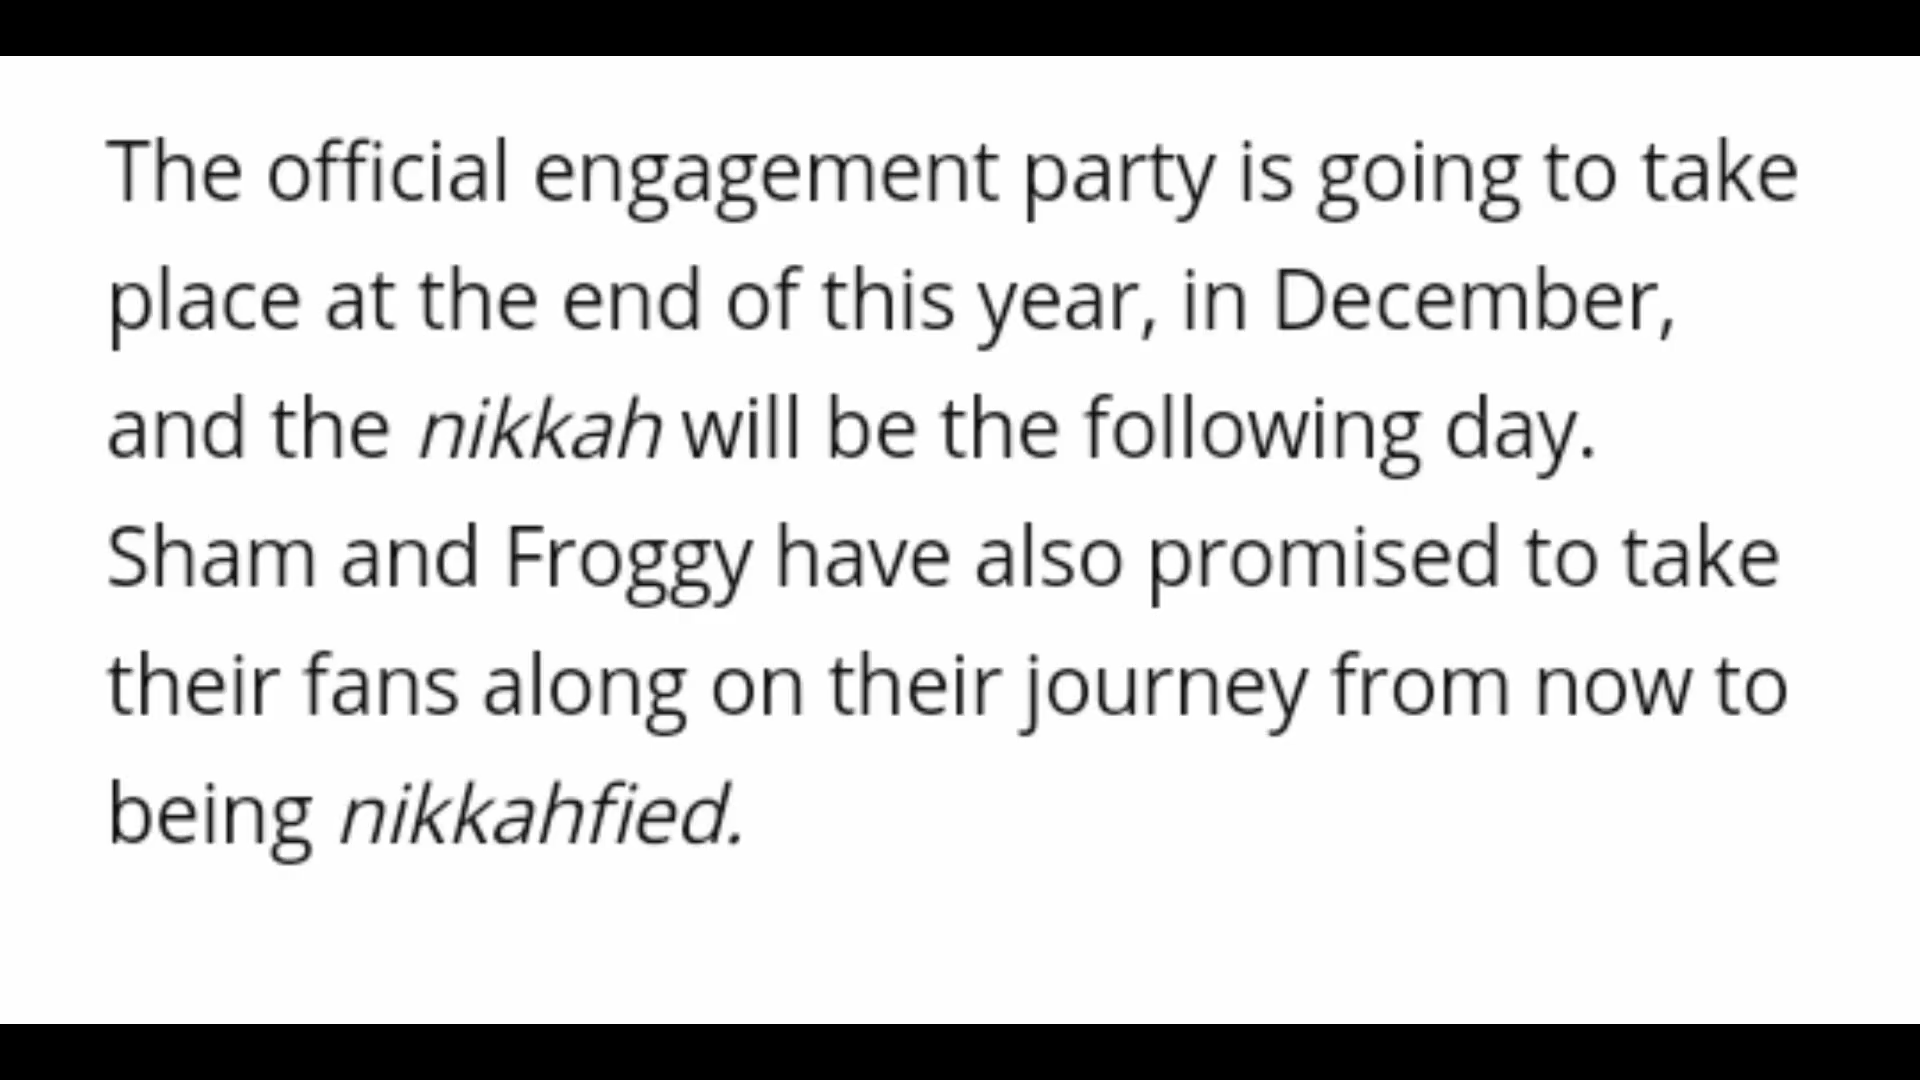 The official engagement party is going to take
place at the end of this year, in December,
and the nikkah will be the following day.
Sham and Froggy have also promised to take
their fans along on their journey from now to
being nikkahfied.